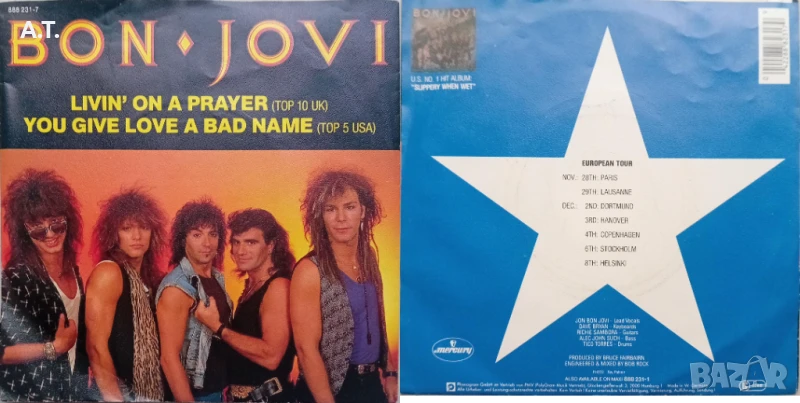 888 231-7
A.T.
BON JOVI
LIVIN' ON A PRAYER (TOP 10 UK)
YOU GIVE LOVE A BAD NAME (TOP 5 USA)
U.S. NO. 1 HIT ALBUM:
"SLIPPERY WHEN WET"
EUROPEAN TOUR
NOV.: 28TH: PARIS
29TH: LAUSANNE
DEC.: 2ND: DORTMUND
3RD: HANOVER
4TH: COPENHAGEN
6TH: STOCKHOLM
8TH: HELSINKI
JON BON JOVI - Lead Vocals
DAVE BRYAN - Keyboards
RICHIE SAMBORA - Guitars
ALEC JOHN SUCH - Bass
TICO TORRES - Drums
PRODUCED BY BRUCE FAIRBAIRN
ENGINEERED & MIXED BY BOB ROCK
ALSO AVAILABLE ON MAXI 888 231-1
mercury
BAZAR